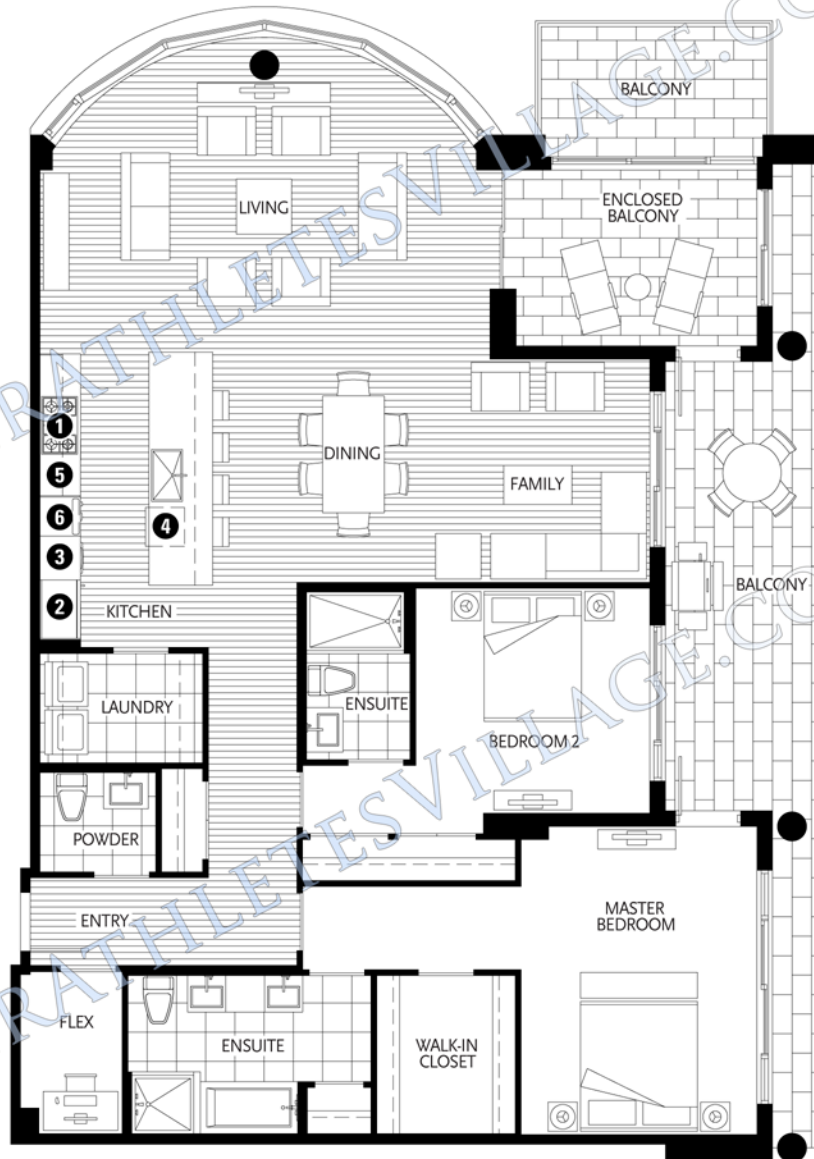 BALCONY
ENCLOSED
BALCONY
LIVING
1
5
6
4
3
2
DINING
FAMILY
KITCHEN
BALCONY
LAUNDRY
ENSUITE
BEDROOM 2
POWDER
ENTRY
MASTER
BEDROOM
FLEX
ENSUITE
WALK-IN
CLOSET
RATHLETESVILLAGE.CO
RATHLETESVILLAGE.CO